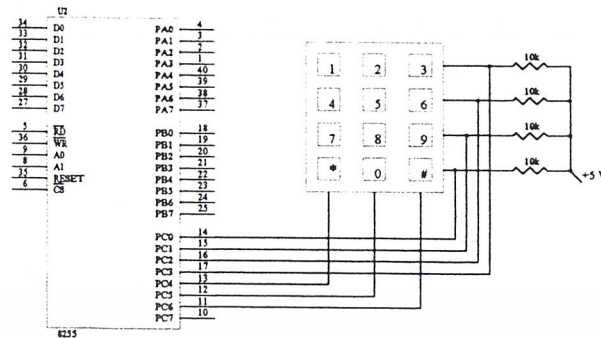 U2
34 D0 PA0 4
33 D1 PA1 3
32 D2 PA2 2
31 D3 PA3 1
30 D4 PA4 40
29 D5 PA5 39
28 D6 PA6 38
27 D7 PA7 37
5 RD PB0 18
36 WR PB1 19
9 A0 PB2 20
8 A1 PB3 21
35 RESET PB4 22
6 CS PB5 23
PB6 24
PB7 25
PC0 14
PC1 15
PC2 16
PC3 17
PC4 13
PC5 12
PC6 11
PC7 10
8255
1 2 3
4 5 6
7 8 9
* 0 #
10k
10k
10k
10k
+5 V